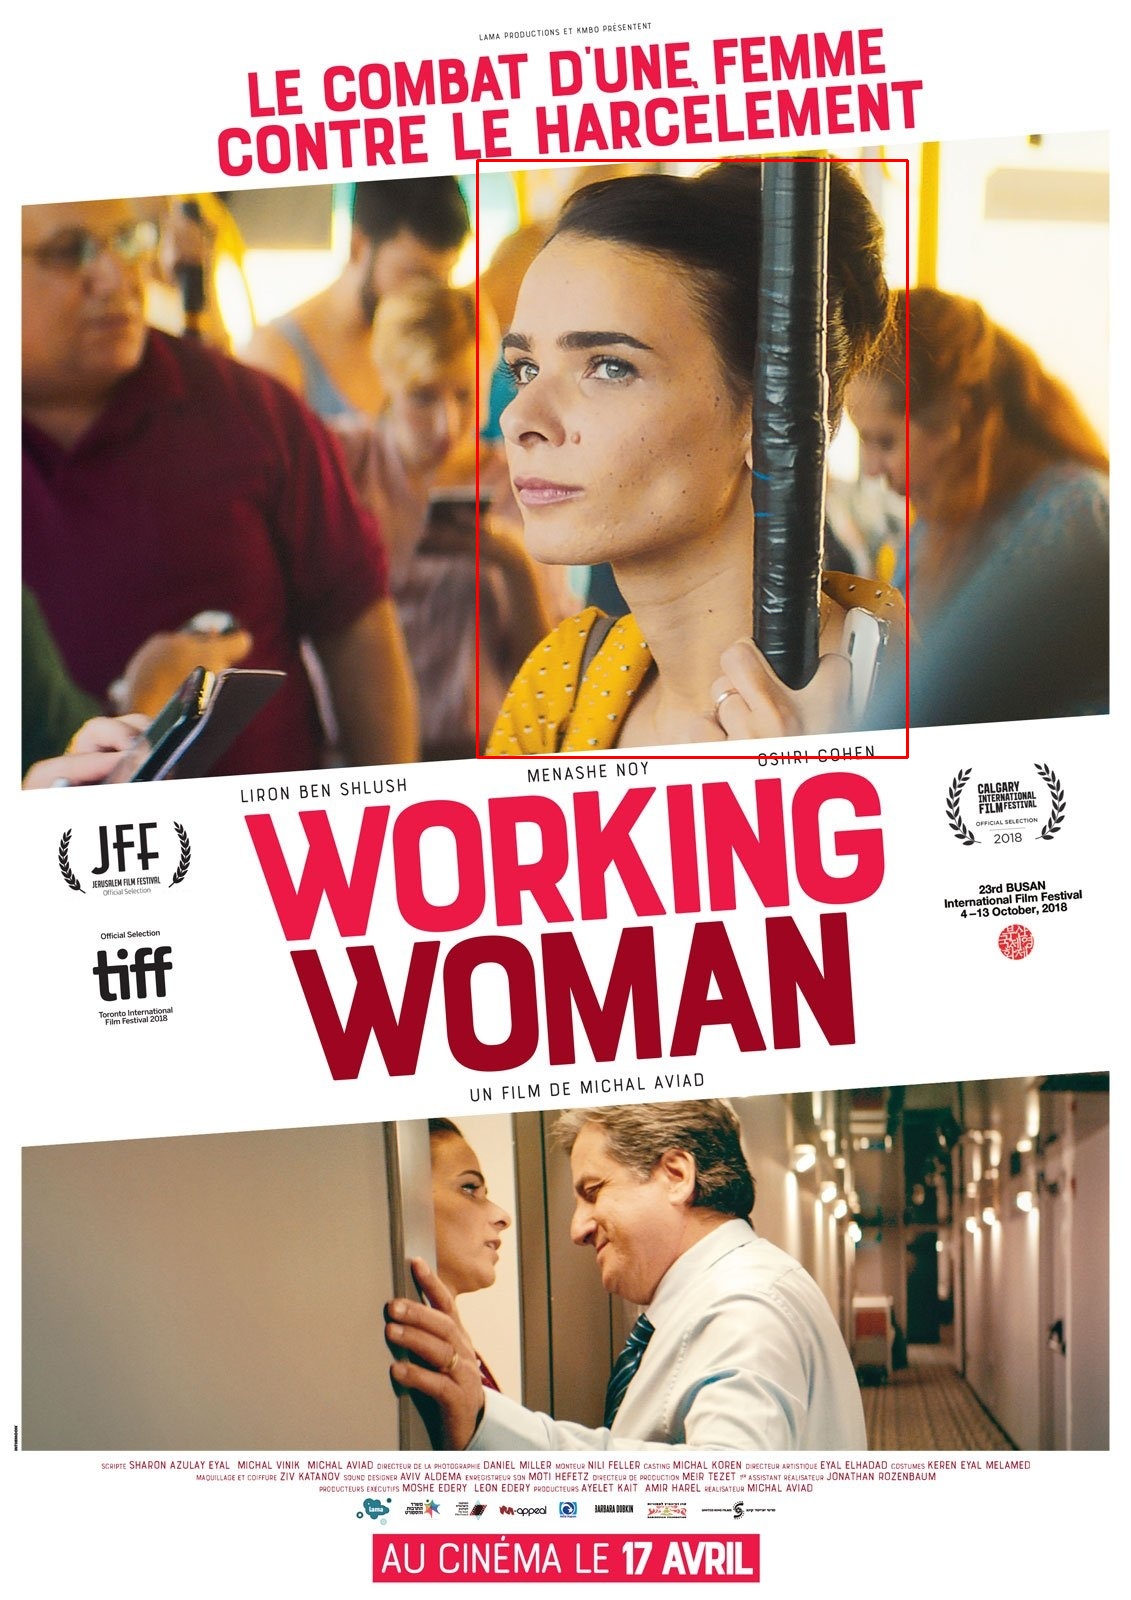 LAMA PRODUCTIONS ET KMBO PRÉSENTENT
LE COMBAT D'UNE FEMME
CONTRE LE HARCÈLEMENT
LIRON BEN SHLUSH
MENASHE NOY
OSHRI COHEN
WORKING
WOMAN
UN FILM DE MICHAL AVIAD
JFF
JERUSALEM FILM FESTIVAL
Official Selection
Official Selection
tiff
Toronto International
Film Festival 2018
CALGARY
INTERNATIONAL
FILM FESTIVAL
OFFICIAL SELECTION
2018
23rd BUSAN
International Film Festival
4–13 October, 2018
SCRIPTE SHARON AZULAY EYAL MICHAL VINIK MICHAL AVIAD DIRECTEUR DE LA PHOTOGRAPHIE DANIEL MILLER MONTEUR NILI FELLER CASTING MICHAL KOREN DIRECTEUR ARTISTIQUE EYAL ELHADAD COSTUMES KEREN EYAL MELAMED
MAQUILLAGE ET COIFFURE ZIV KATANOV SOUND DESIGNER AVIV ALDEMA ENREGISTREUR SON MOTI HEFETZ DIRECTEUR DE PRODUCTION MEIR TEZET 1ER ASSISTANT RÉALISATEUR JONATHAN ROZENBAUM
PRODUCTEURS EXECUTIFS MOSHE EDERY LEON EDERY PRODUCTEURS AYELET KAIT AMIR HAREL RÉALISATEUR MICHAL AVIAD
lama
m-appeal
BARBARA DOBKIN
AU CINÉMA LE 17 AVRIL